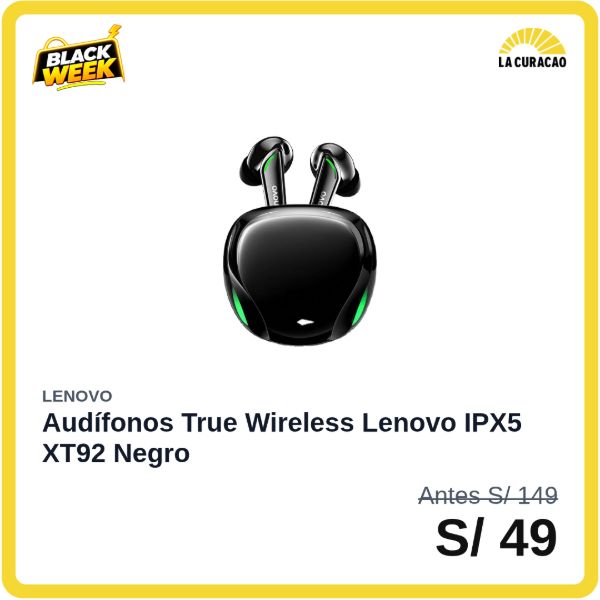 BLACK
WEEK
LA CURACAO
LENOVO
Audífonos True Wireless Lenovo IPX5
XT92 Negro
Antes S/ 149
S/ 49